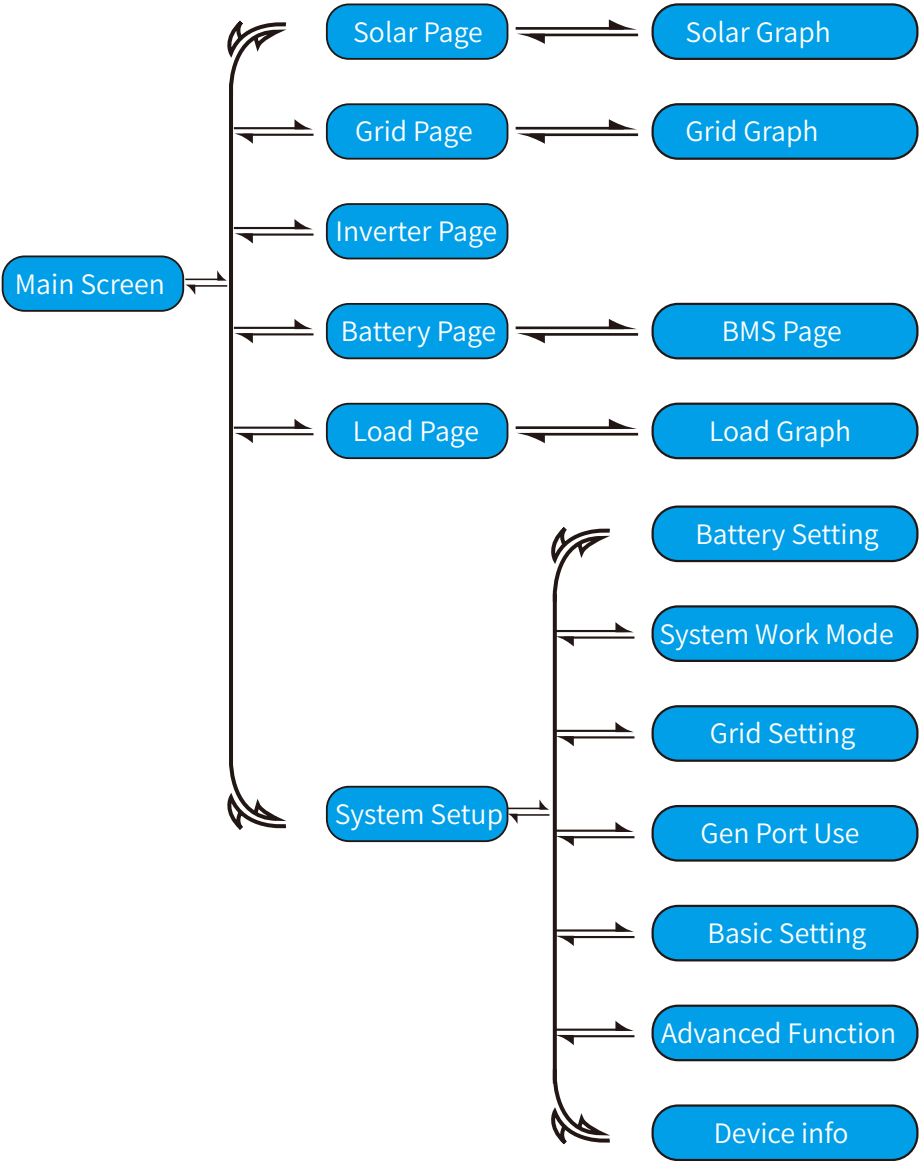 Solar Page
Solar Graph
Grid Page
Grid Graph
Inverter Page
Main Screen
Battery Page
BMS Page
Load Page
Load Graph
Battery Setting
System Work Mode
Grid Setting
System Setup
Gen Port Use
Basic Setting
Advanced Function
Device info